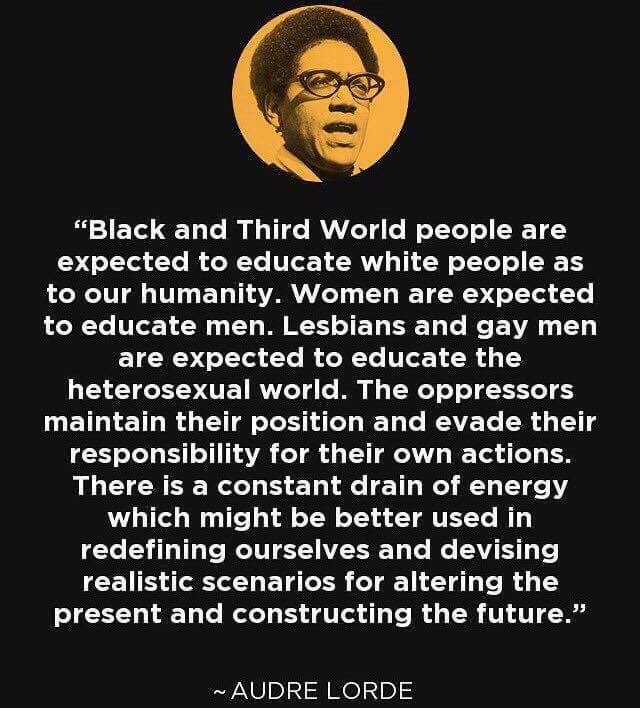 “Black and Third World people are
expected to educate white people as
to our humanity. Women are expected
to educate men. Lesbians and gay men
are expected to educate the
heterosexual world. The oppressors
maintain their position and evade their
responsibility for their own actions.
There is a constant drain of energy
which might be better used in
redefining ourselves and devising
realistic scenarios for altering the
present and constructing the future.”
~ AUDRE LORDE